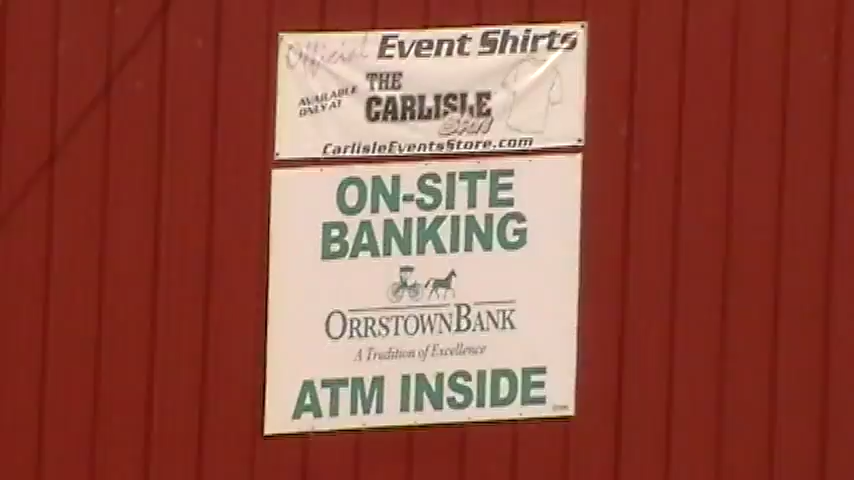 Official Event Shirts
AVAILABLE
ONLY AT
THE
CARLISLE
Store
CarlisleEventsStore.com
ON-SITE
BANKING
ORRSTOWNBANK
A Tradition of Excellence
ATM INSIDE